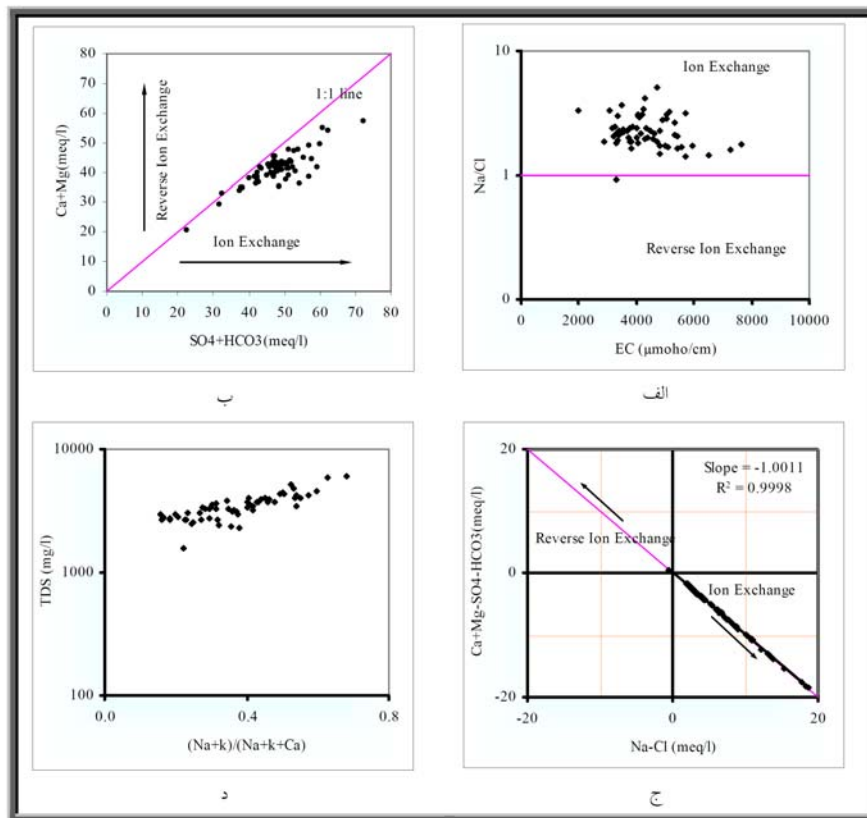 80
70
60
50
40
30
20
10
0
Ca+Mg(meq/l)
Reverse Ion Exchange
1:1 line
Ion Exchange
0 10 20 30 40 50 60 70 80
SO4+HCO3(meq/l)
ب
10
1
0
Na/Cl
Ion Exchange
Reverse Ion Exchange
0 2000 4000 6000 8000 10000
EC (µmoho/cm)
الف
10000
1000
100
TDS (mg/l)
0.0 0.4 0.8
(Na+k)/(Na+k+Ca)
د
20
0
-20
Ca+Mg-SO4-HCO3(meq/l)
Slope = -1.0011
R² = 0.9998
Reverse Ion Exchange
Ion Exchange
-20 0 20
Na-Cl (meq/l)
ج